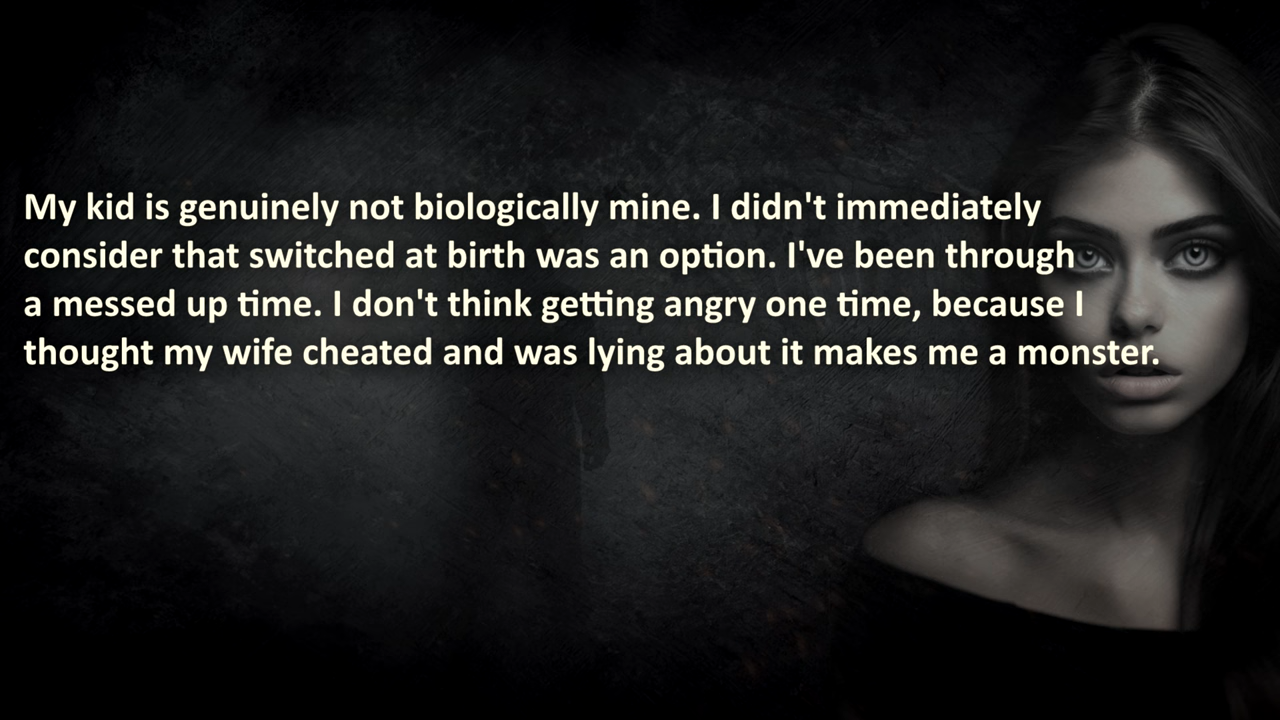 My kid is genuinely not biologically mine. I didn't immediately
consider that switched at birth was an option. I've been through
a messed up time. I don't think getting angry one time, because I
thought my wife cheated and was lying about it makes me a monster.